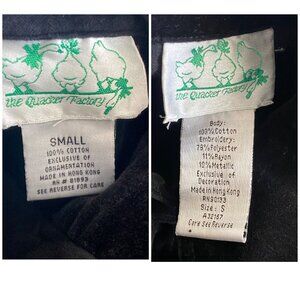 the Quacker Factory
SMALL
100% COTTON
EXCLUSIVE OF
ORNAMENTATION
MADE IN HONG KONG
RN # 81893
SEE REVERSE FOR CARE
the Quacker Factory
Body:
100% Cotton
Embroidery:
79% Polyester
11% Rayon
10% Metallic
Exclusive of
Decoration
Made in Hong Kong
RN90133
Size: S
A32167
Care See Reverse